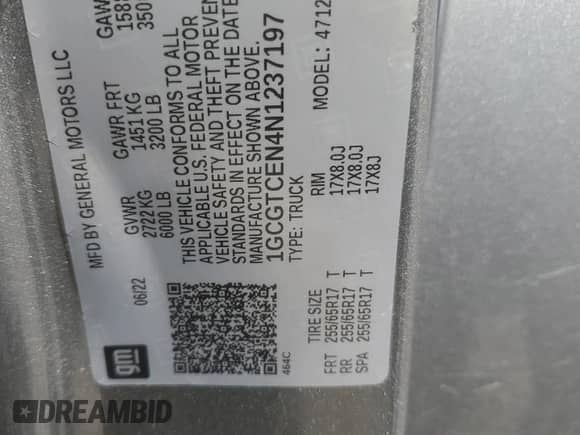 MFD BY GENERAL MOTORS LLC
06/22
gm
GVWR
2722 KG
6000 LB
GAWR FRT
1451 KG
3200 LB
GAW
THIS VEHICLE CONFORMS TO ALL
APPLICABLE U.S. FEDERAL MOTOR
VEHICLE SAFETY AND THEFT PREVEN
STANDARDS IN EFFECT ON THE DATE
MANUFACTURE SHOWN ABOVE.
1GCGTCEN4N1237197
TYPE: TRUCK
MODEL: 4712
464C
TIRE SIZE
RIM
FRT 255/65R17 T 17X8.0J
RR 255/65R17 T 17X8.0J
SPA 255/65R17 T 17X8J
DREAMBID